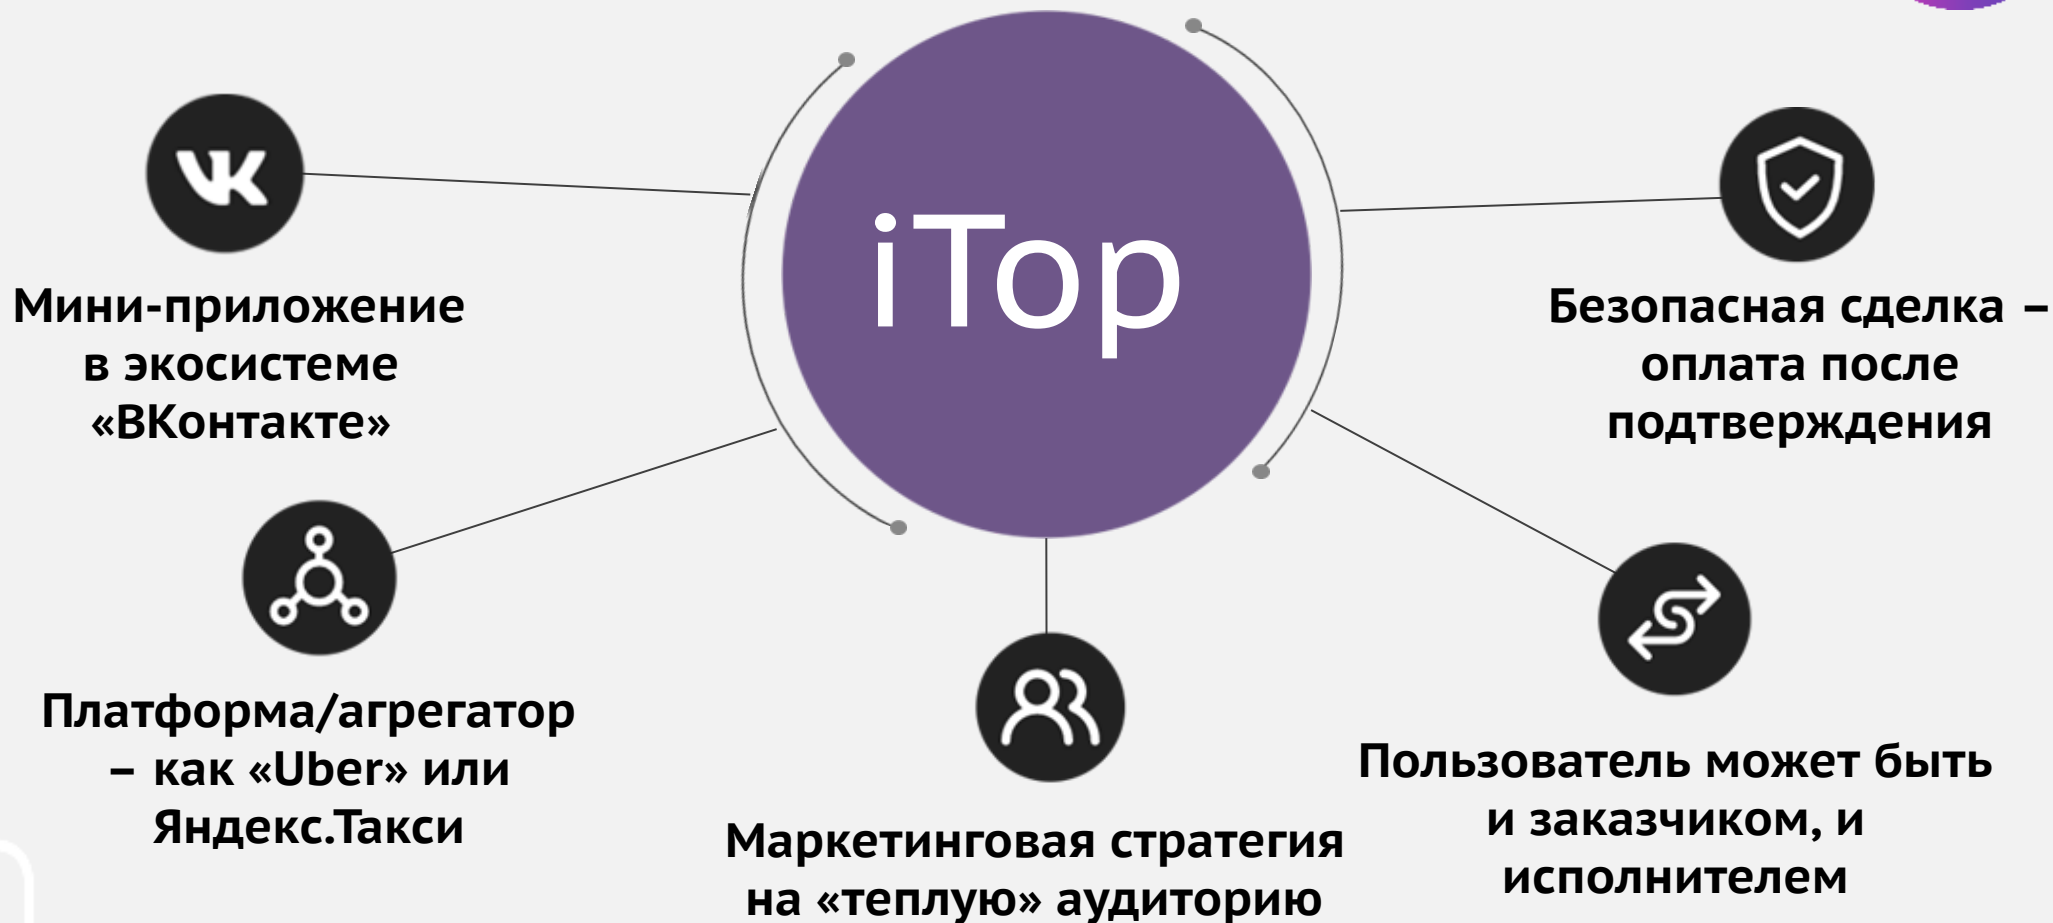 iTop
Мини-приложение
в экосистеме
«ВКонтакте»
Безопасная сделка –
оплата после
подтверждения
Платформа/агрегатор
– как «Uber» или
Яндекс.Такси
Маркетинговая стратегия
на «теплую» аудиторию
Пользователь может быть
и заказчиком, и
исполнителем